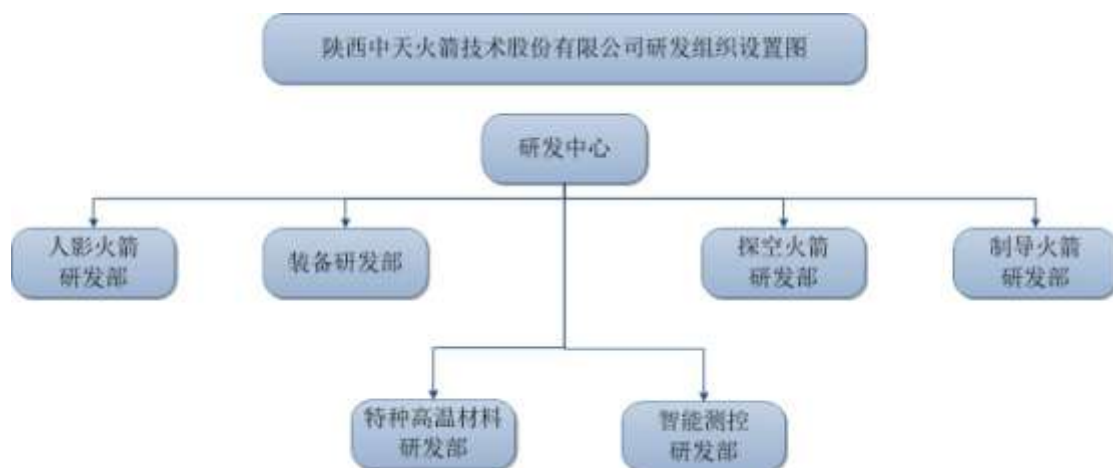 陕西中天火箭技术股份有限公司研发组织设置图
研发中心
人影火箭
研发部
装备研发部
探空火箭
研发部
制导火箭
研发部
特种高温材料
研发部
智能测控
研发部